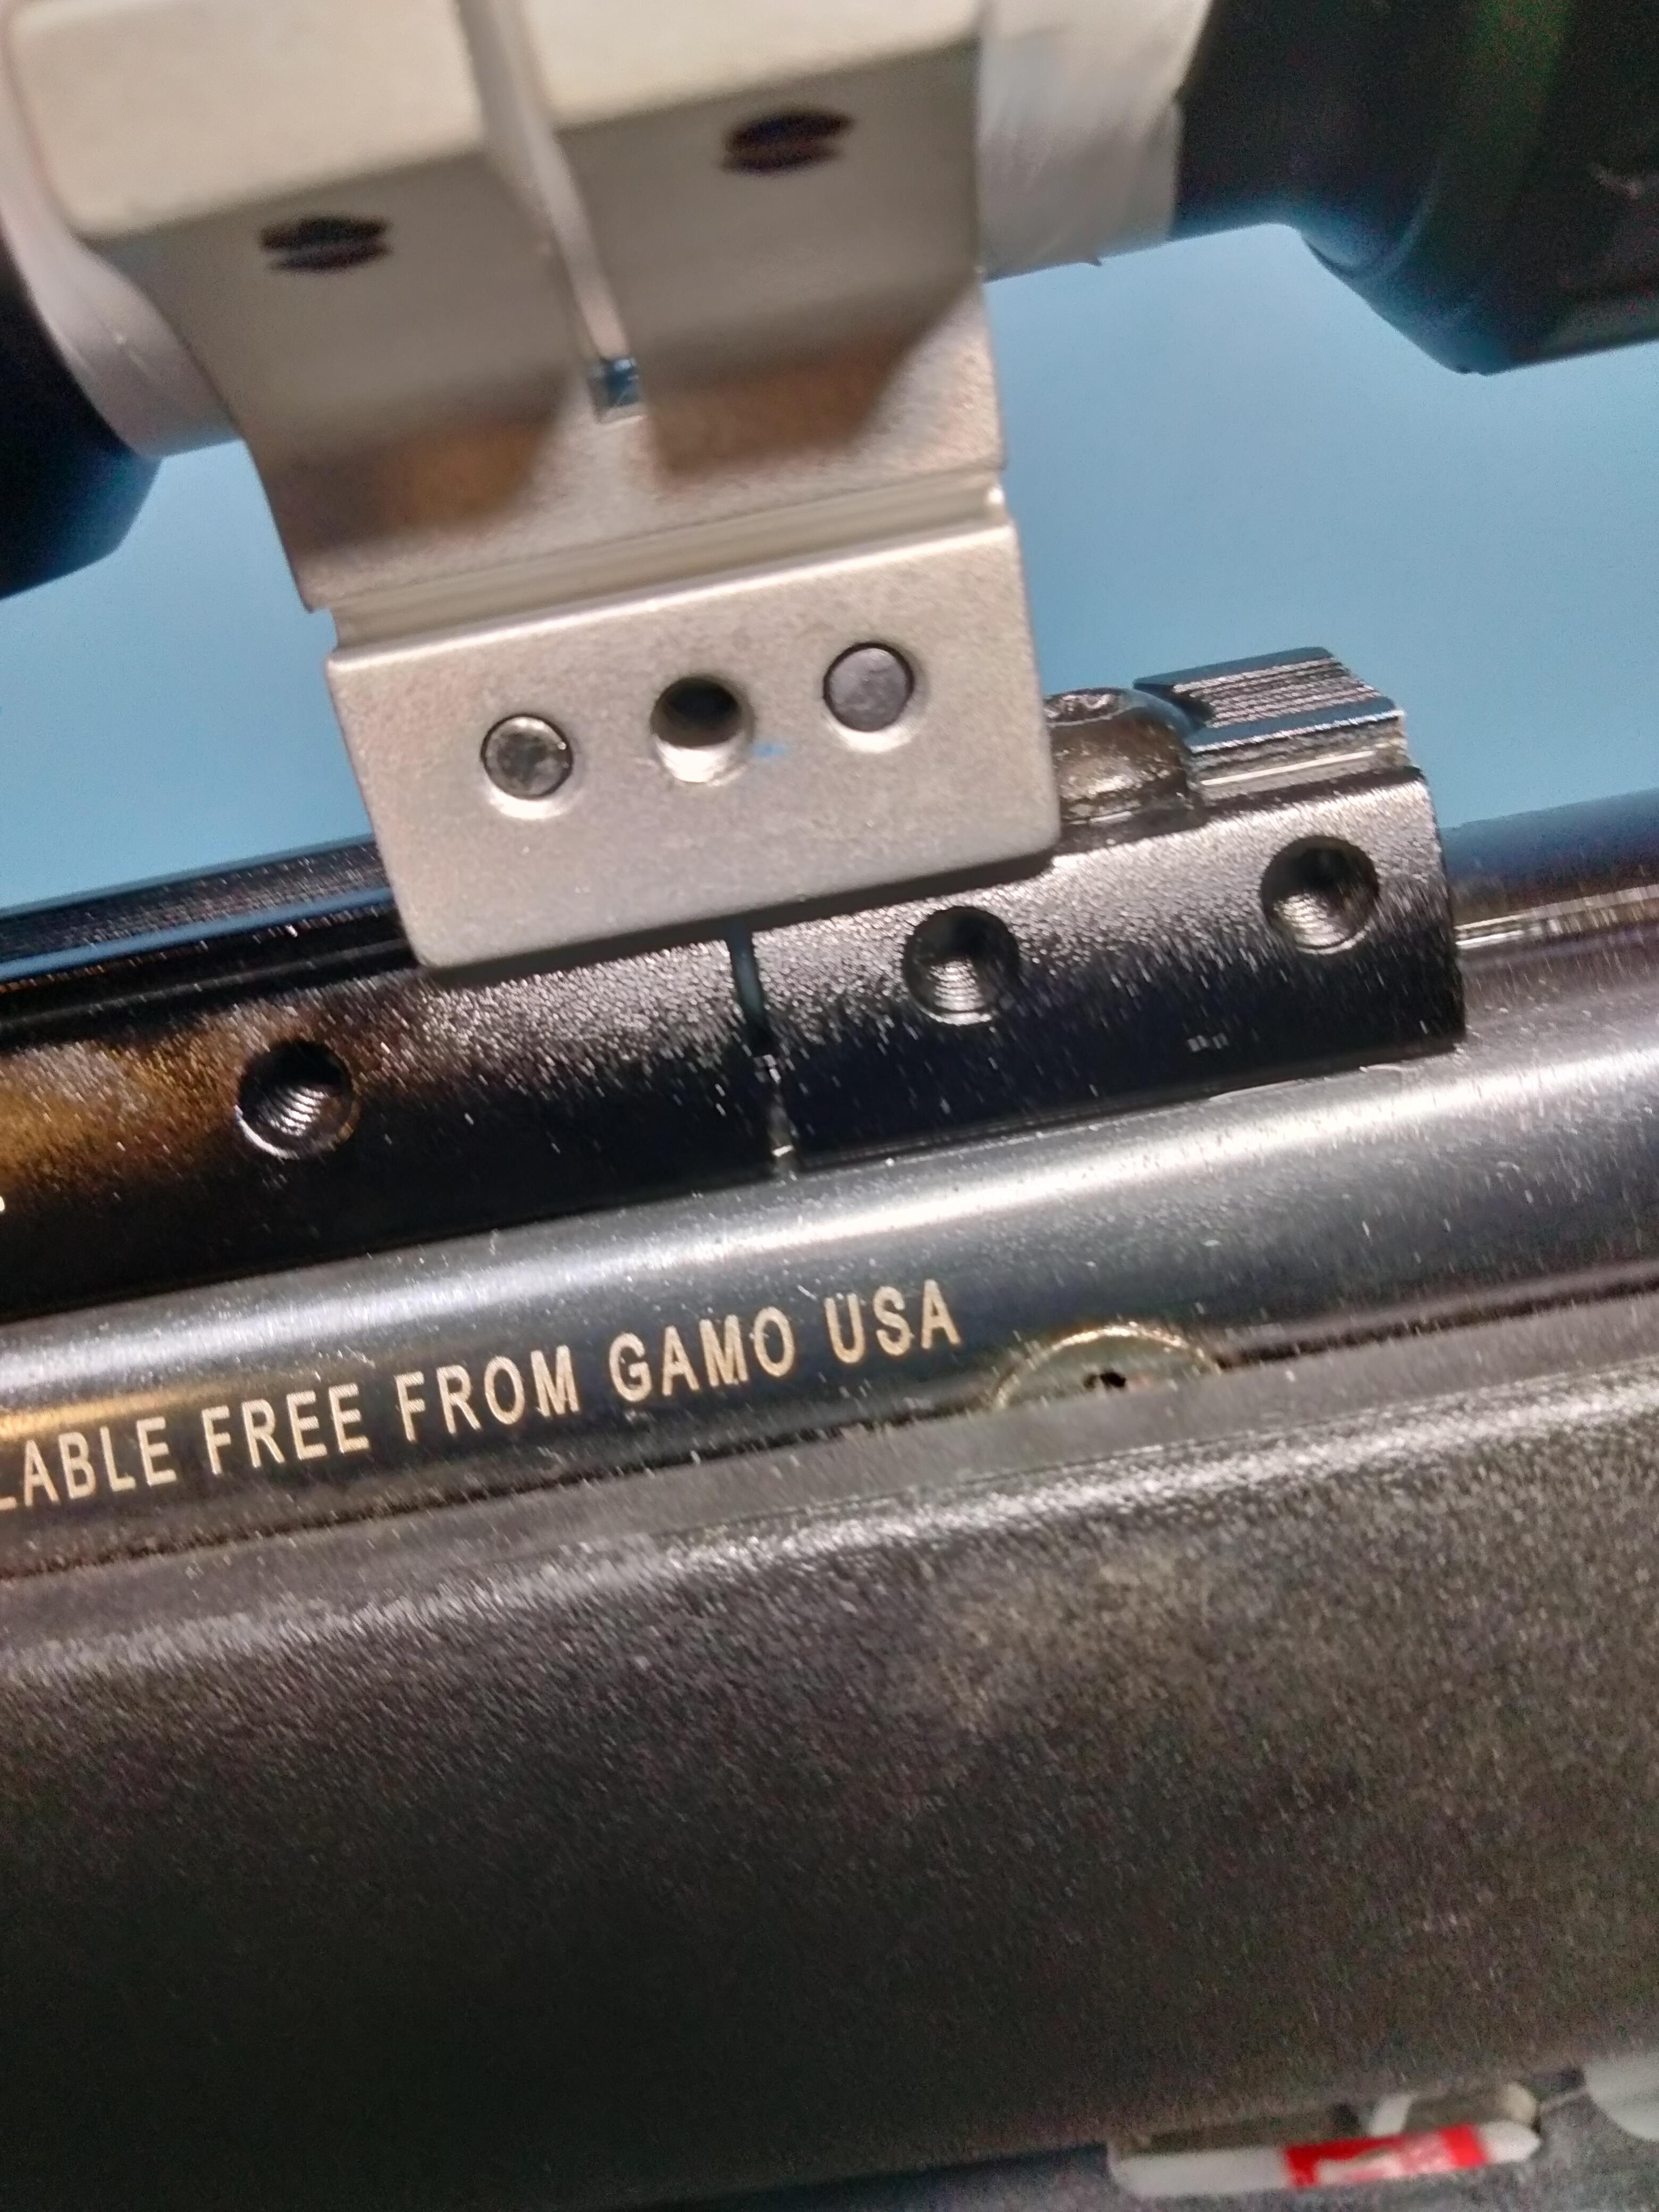 LABLE FREE FROM GAMO USA